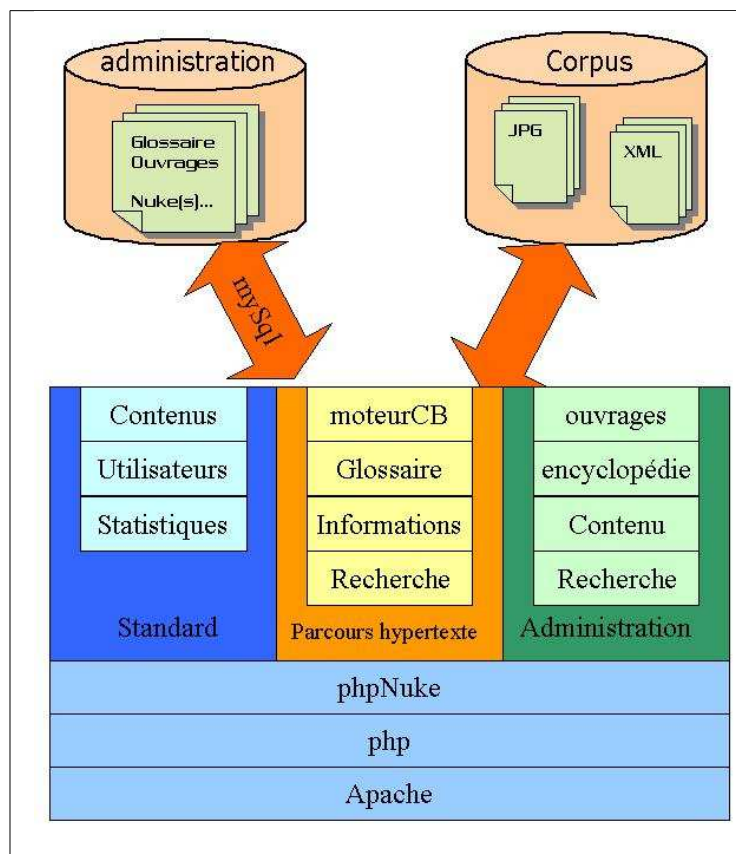 administration
Glossaire
Ouvrages
Nuke(s)...
Corpus
JPG
XML
mySql
Contenus
Utilisateurs
Statistiques
Standard
moteurCB
Glossaire
Informations
Recherche
Parcours hypertexte
ouvrages
encyclopédie
Contenu
Recherche
Administration
phpNuke
php
Apache